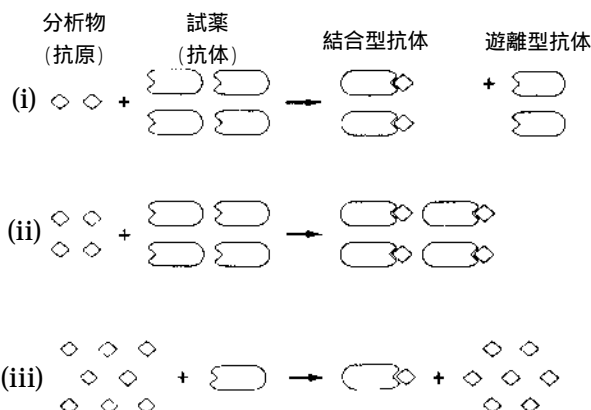 分析物 試薬
(抗原) (抗体) 結合型抗体 遊離型抗体
(i) + +
(ii) +
(iii) + +